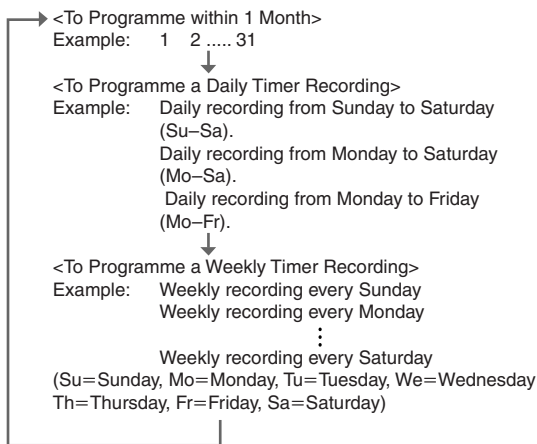 <To Programme within 1 Month>
Example: 1 2 ..... 31
<To Programme a Daily Timer Recording>
Example: Daily recording from Sunday to Saturday
(Su–Sa).
Daily recording from Monday to Saturday
(Mo–Sa).
Daily recording from Monday to Friday
(Mo–Fr).
<To Programme a Weekly Timer Recording>
Example: Weekly recording every Sunday
Weekly recording every Monday
Weekly recording every Saturday
(Su=Sunday, Mo=Monday, Tu=Tuesday, We=Wednesday
Th=Thursday, Fr=Friday, Sa=Saturday)